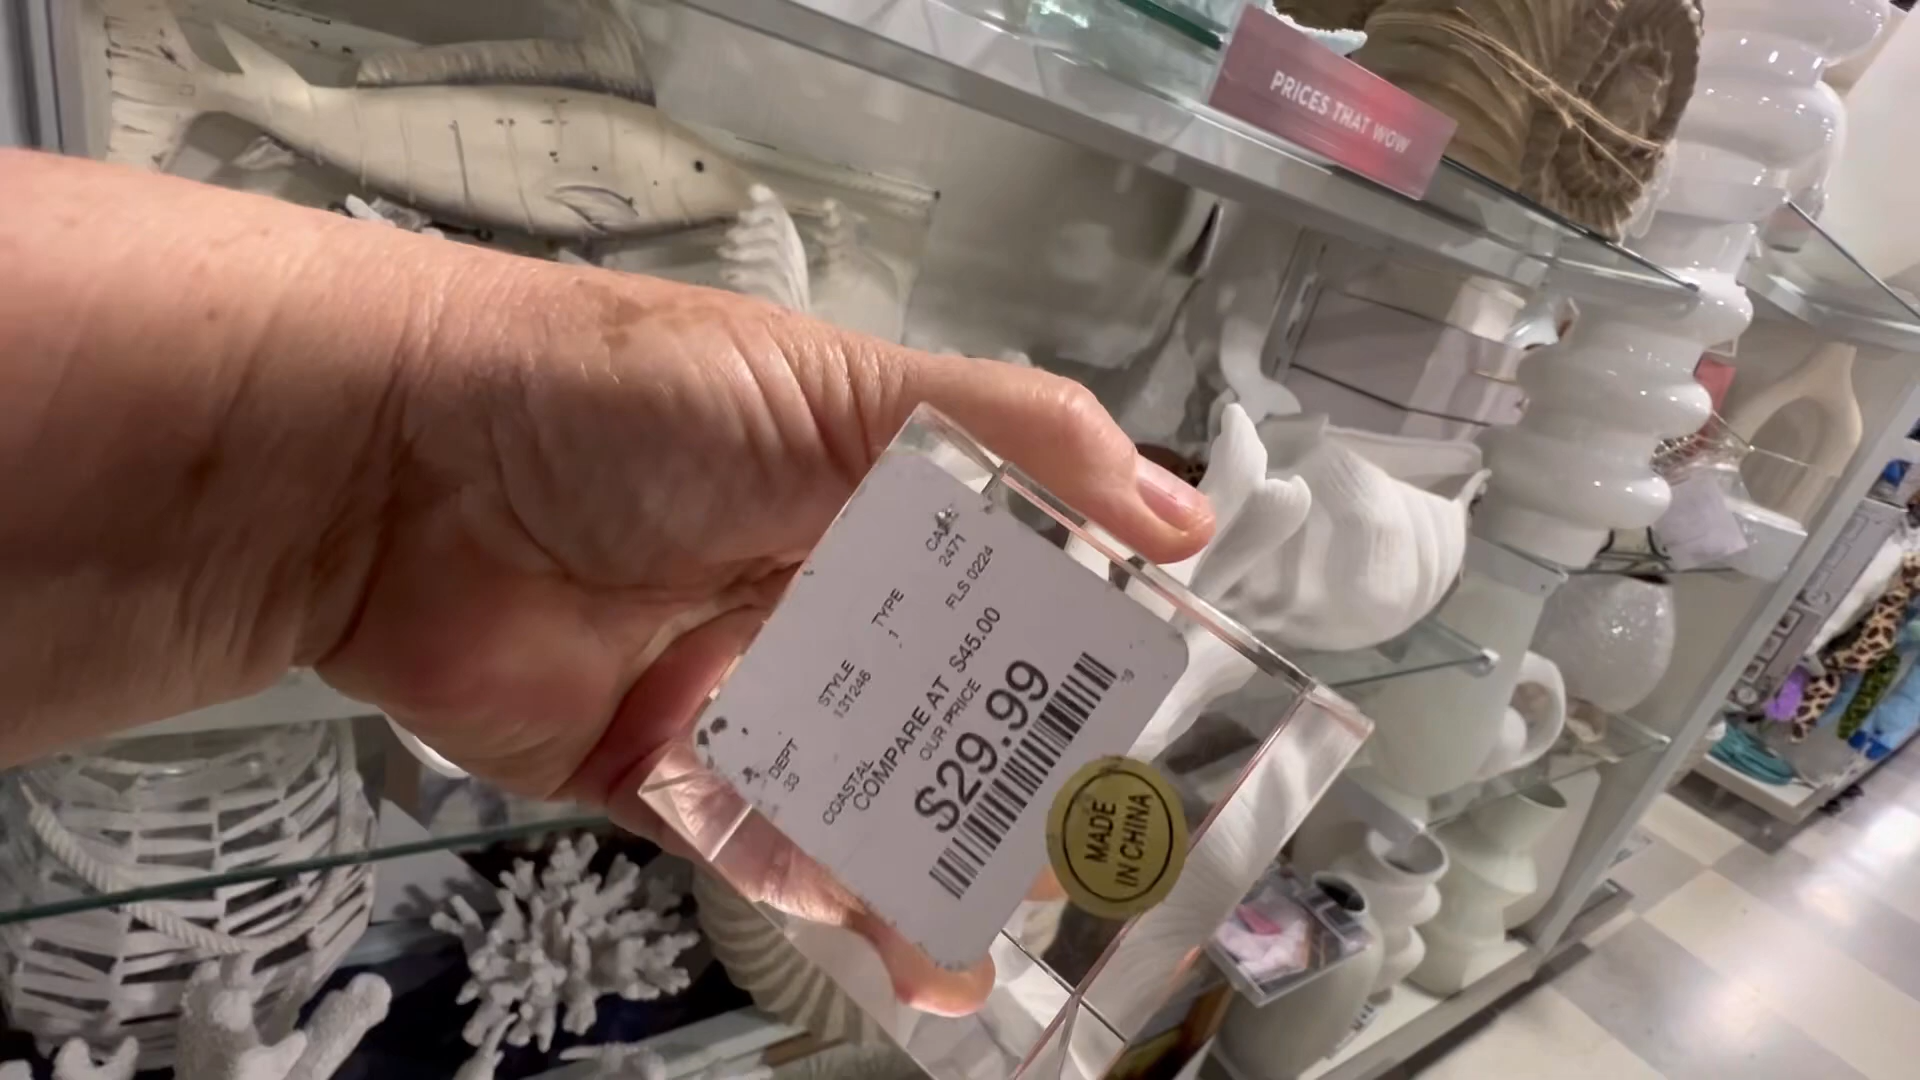 PRICES THAT WOW
DEPT STYLE TYPE
33 131246 1 2471
FLS 0224
COASTAL
COMPARE AT $45.00
OUR PRICE
$29.99
19
MADE
IN CHINA